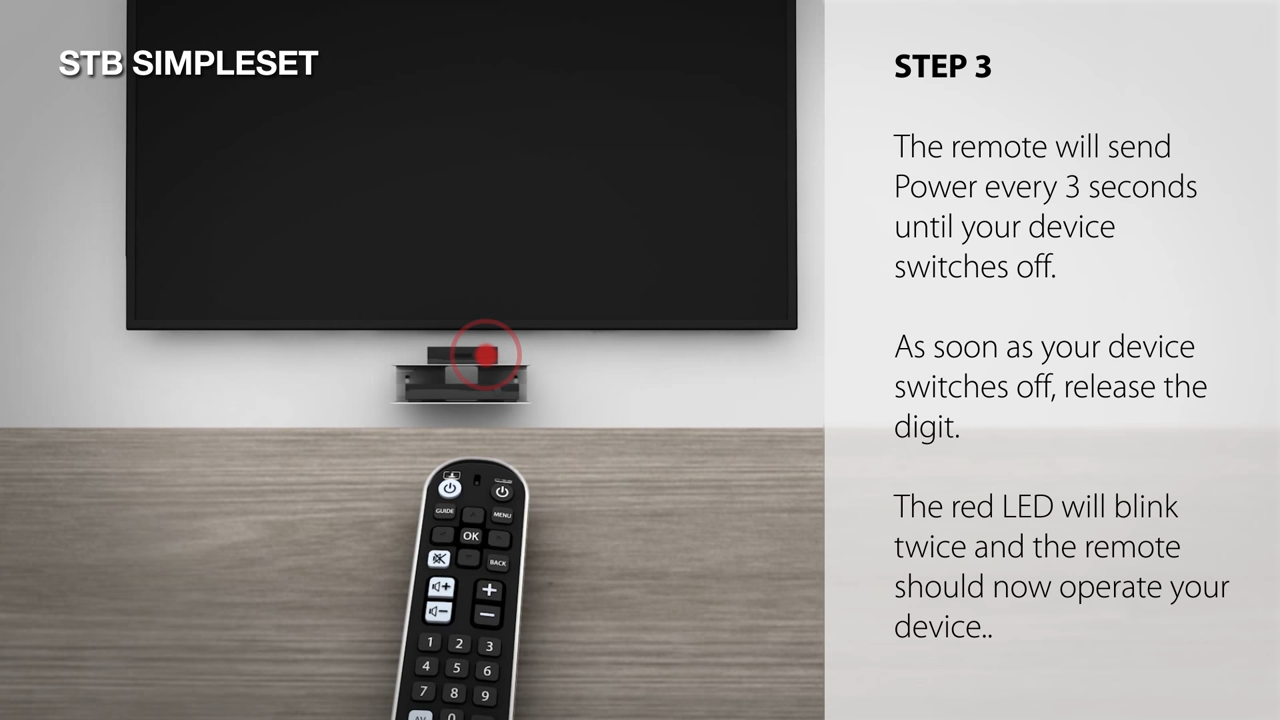 STB SIMPLESET
STEP 3
The remote will send
Power every 3 seconds
until your device
switches off.
As soon as your device
switches off, release the
digit.
The red LED will blink
twice and the remote
should now operate your
device..
GUIDE
MENU
OK
BACK
1 2 3
4 5 6
7 8 9
AV 0